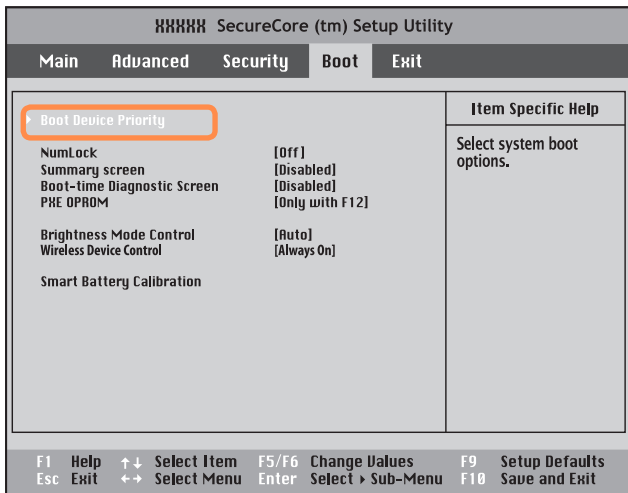 XXXXX SecureCore (tm) Setup Utility
Main Advanced Security Boot Exit
Boot Device Priority
NumLock [Off]
Summary screen [Disabled]
Boot-time Diagnostic Screen [Disabled]
PXE OPROM [Only with F12]
Brightness Mode Control [Auto]
Wireless Device Control [Always On]
Smart Battery Calibration
Item Specific Help
Select system boot
options.
F1 Help ↑↓ Select Item F5/F6 Change Values F9 Setup Defaults
Esc Exit ←→ Select Menu Enter Select ▸ Sub-Menu F10 Save and Exit